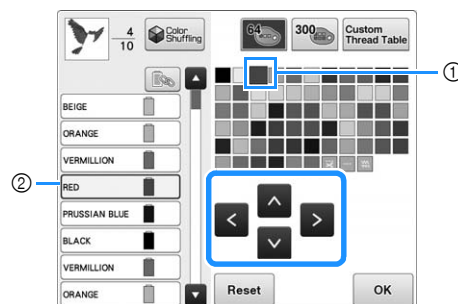 4
10
Color
Shuffling
64
300
Custom
Thread Table
①
BEIGE
ORANGE
VERMILLION
② RED
PRUSSIAN BLUE
BLACK
VERMILLION
ORANGE
Reset
OK